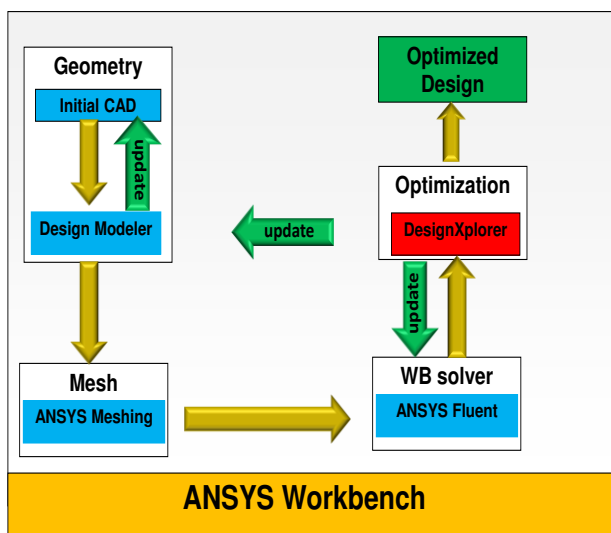 Geometry
Initial CAD
update
Design Modeler
Mesh
ANSYS Meshing
update
Optimized
Design
Optimization
DesignXplorer
update
WB solver
ANSYS Fluent
ANSYS Workbench